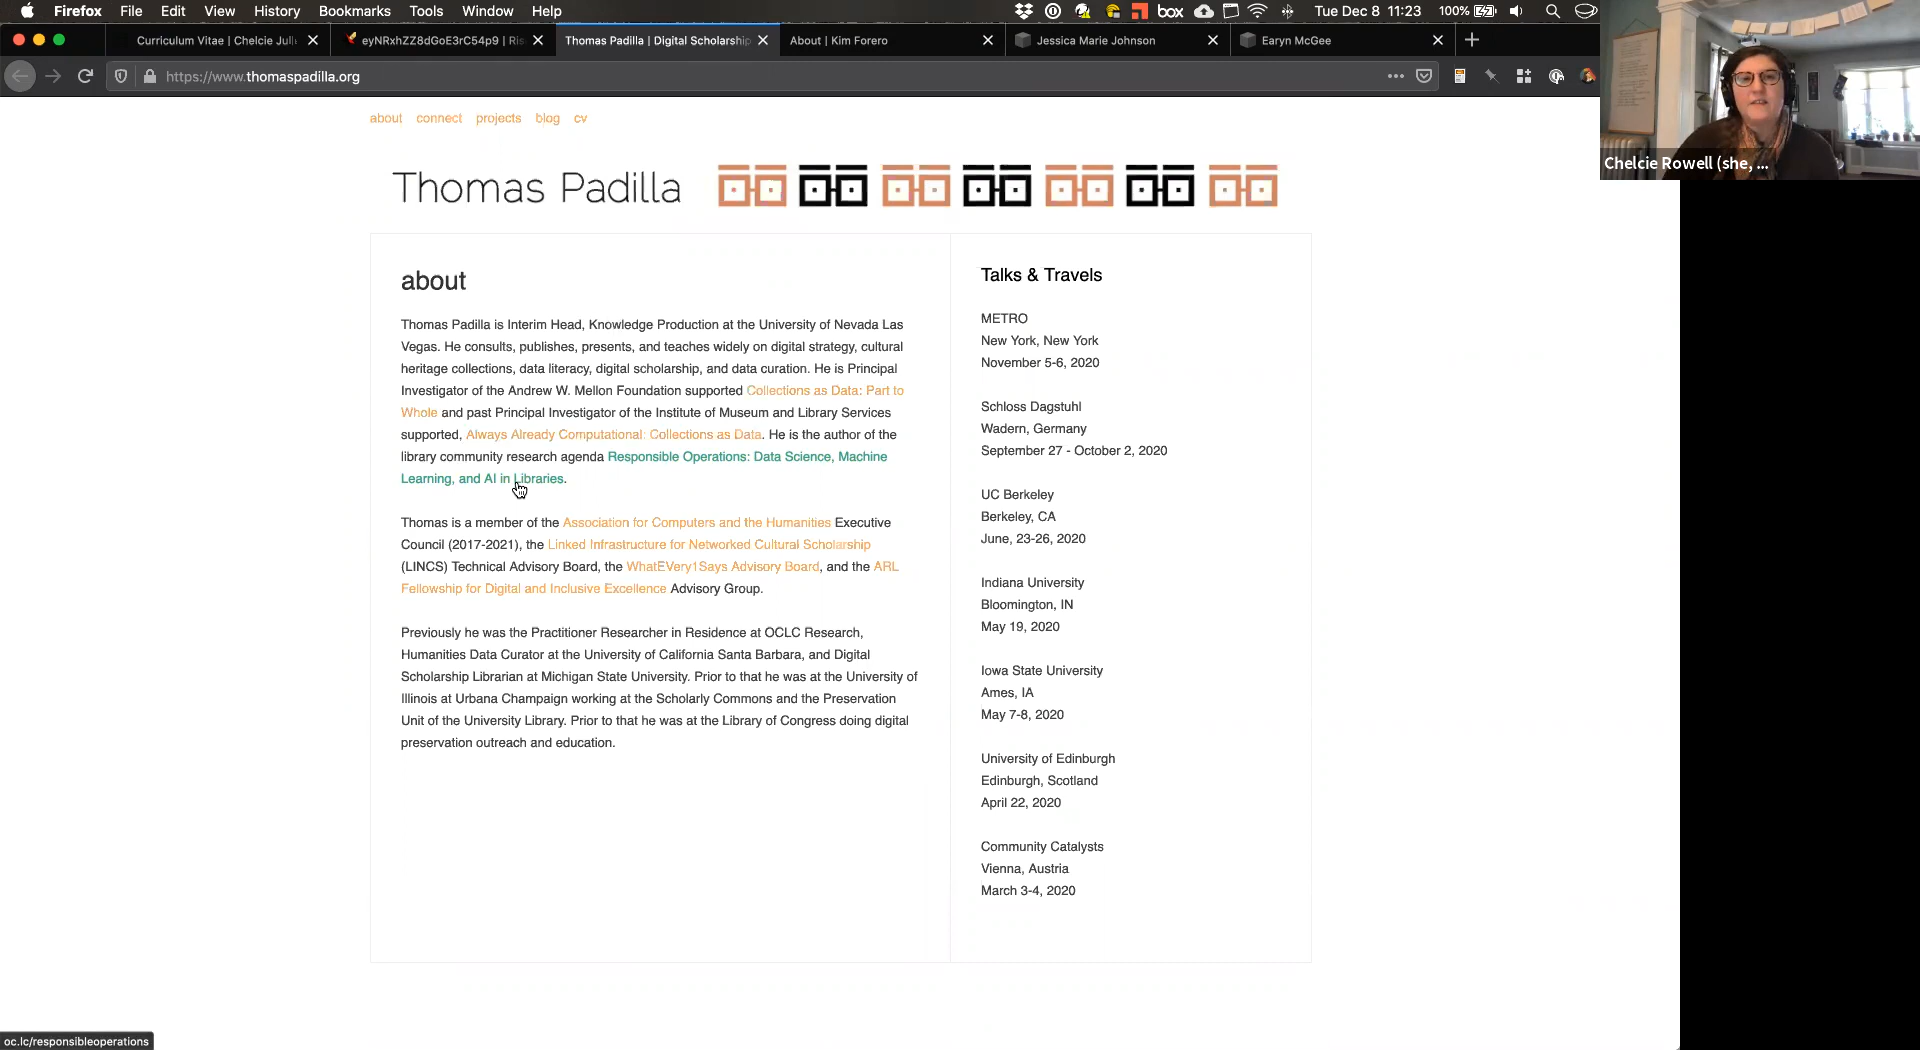 Firefox File Edit View History Bookmarks Tools Window Help
box Tue Dec 8 11:23 100%
Curriculum Vitae | Chelcie Juli
eyNRxhZZ8dGoE3rC54p9 | Ris
Thomas Padilla | Digital Scholarship
About | Kim Forero
Jessica Marie Johnson
Earyn McGee
https://www.thomaspadilla.org
Chelcie Rowell (she, ...
about connect projects blog cv
Thomas Padilla
about
Thomas Padilla is Interim Head, Knowledge Production at the University of Nevada Las
Vegas. He consults, publishes, presents, and teaches widely on digital strategy, cultural
heritage collections, data literacy, digital scholarship, and data curation. He is Principal
Investigator of the Andrew W. Mellon Foundation supported Collections as Data: Part to
Whole and past Principal Investigator of the Institute of Museum and Library Services
supported, Always Already Computational: Collections as Data. He is the author of the
library community research agenda Responsible Operations: Data Science, Machine
Learning, and AI in Libraries.
Thomas is a member of the Association for Computers and the Humanities Executive
Council (2017-2021), the Linked Infrastructure for Networked Cultural Scholarship
(LINCS) Technical Advisory Board, the WhatEVery1Says Advisory Board, and the ARL
Fellowship for Digital and Inclusive Excellence Advisory Group.
Previously he was the Practitioner Researcher in Residence at OCLC Research,
Humanities Data Curator at the University of California Santa Barbara, and Digital
Scholarship Librarian at Michigan State University. Prior to that he was at the University of
Illinois at Urbana Champaign working at the Scholarly Commons and the Preservation
Unit of the University Library. Prior to that he was at the Library of Congress doing digital
preservation outreach and education.
Talks & Travels
METRO
New York, New York
November 5-6, 2020
Schloss Dagstuhl
Wadern, Germany
September 27 - October 2, 2020
UC Berkeley
Berkeley, CA
June, 23-26, 2020
Indiana University
Bloomington, IN
May 19, 2020
Iowa State University
Ames, IA
May 7-8, 2020
University of Edinburgh
Edinburgh, Scotland
April 22, 2020
Community Catalysts
Vienna, Austria
March 3-4, 2020
oc.lc/responsibleoperations